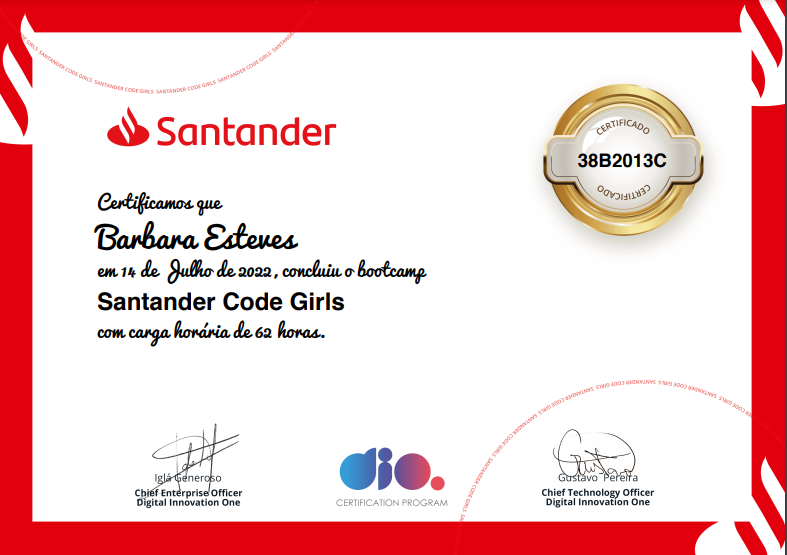 SANTANDER CODE GIRLS SANTANDER CODE GIRLS SANTANDER CODE GIRLS
Santander
CERTIFICADO
38B2013C
CERTIFICADO
Certificamos que
Barbara Esteves
em 14 de Julho de 2022, concluiu o bootcamp
Santander Code Girls
com carga horária de 62 horas.
SANTANDER CODE GIRLS SANTANDER CODE GIRLS SANTANDER CODE GIRLS
Iglá Generoso
Chief Enterprise Officer
Digital Innovation One
dio.
CERTIFICATION PROGRAM
Gustavo Pereira
Chief Technology Officer
Digital Innovation One